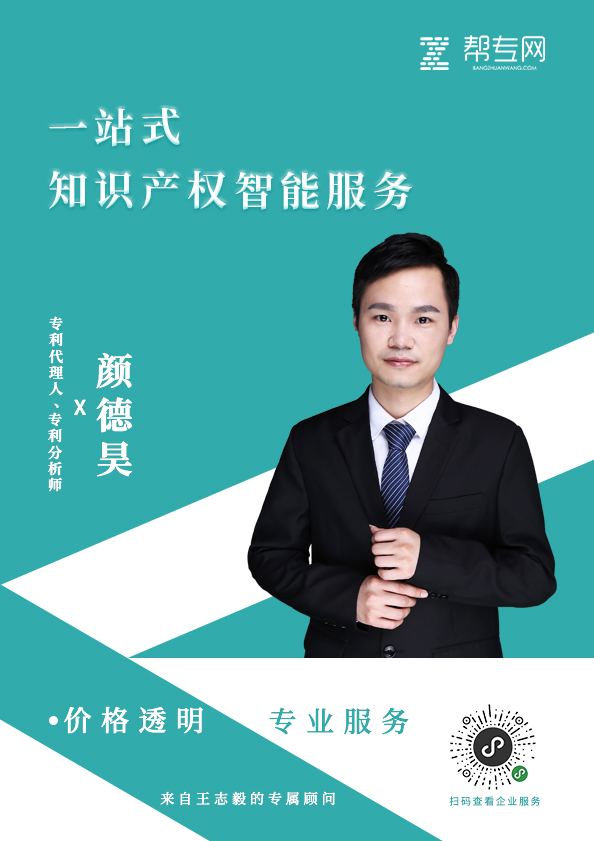 帮专网
BANGZHUANWANG.COM
一站式
知识产权智能服务
专利代理人、专利分析师
X
颜德昊
•价格透明
专业服务
来自王志毅的专属顾问
扫码查看企业服务